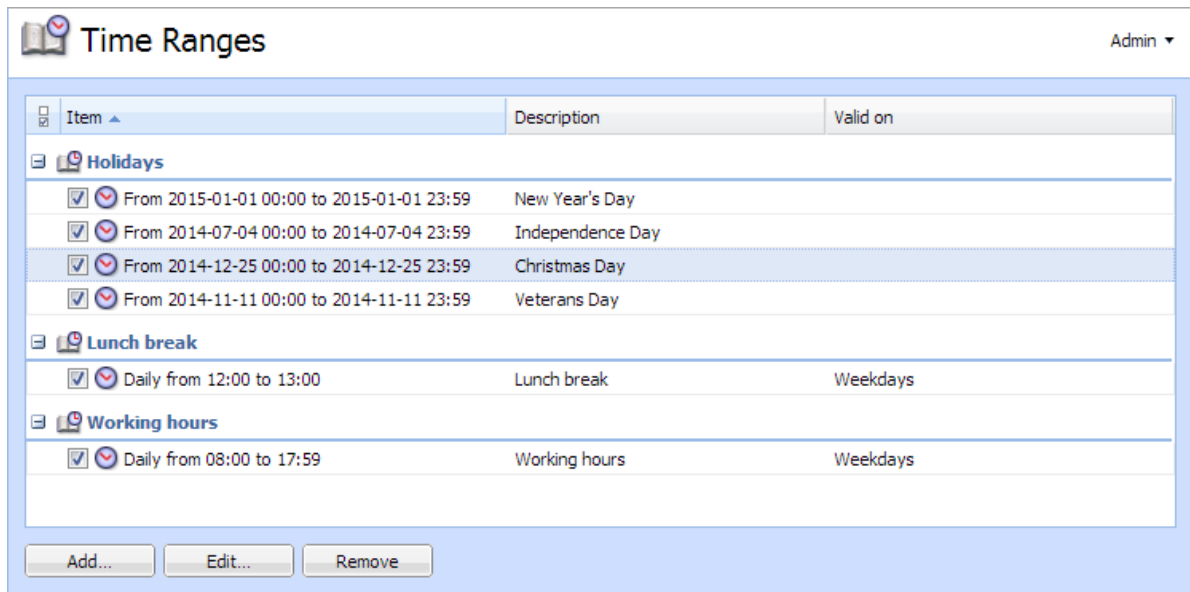 Time Ranges
Admin
Item Description Valid on
Holidays
From 2015-01-01 00:00 to 2015-01-01 23:59 New Year's Day
From 2014-07-04 00:00 to 2014-07-04 23:59 Independence Day
From 2014-12-25 00:00 to 2014-12-25 23:59 Christmas Day
From 2014-11-11 00:00 to 2014-11-11 23:59 Veterans Day
Lunch break
Daily from 12:00 to 13:00 Lunch break Weekdays
Working hours
Daily from 08:00 to 17:59 Working hours Weekdays
Add... Edit... Remove